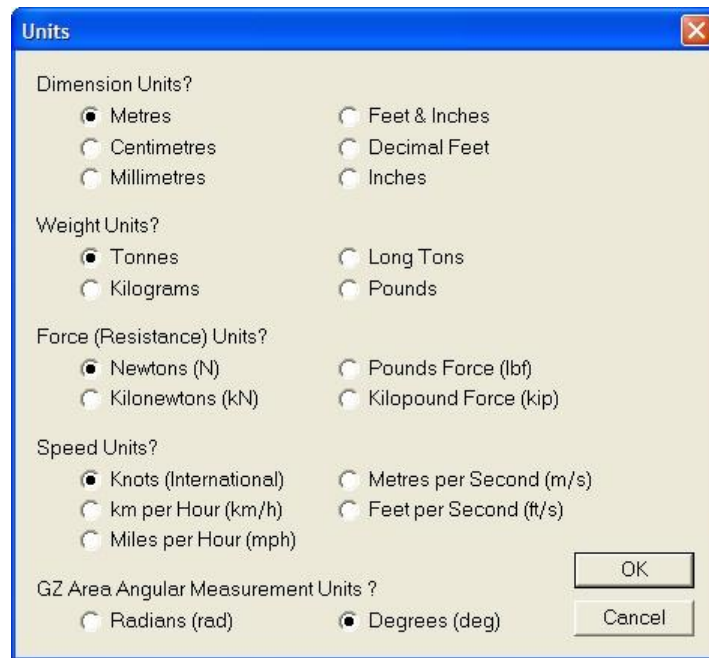 Units
Dimension Units?
Metres Feet & Inches
Centimetres Decimal Feet
Millimetres Inches
Weight Units?
Tonnes Long Tons
Kilograms Pounds
Force (Resistance) Units?
Newtons (N) Pounds Force (lbf)
Kilonewtons (kN) Kilopound Force (kip)
Speed Units?
Knots (International) Metres per Second (m/s)
km per Hour (km/h) Feet per Second (ft/s)
Miles per Hour (mph)
OK
GZ Area Angular Measurement Units ?
Radians (rad) Degrees (deg) Cancel